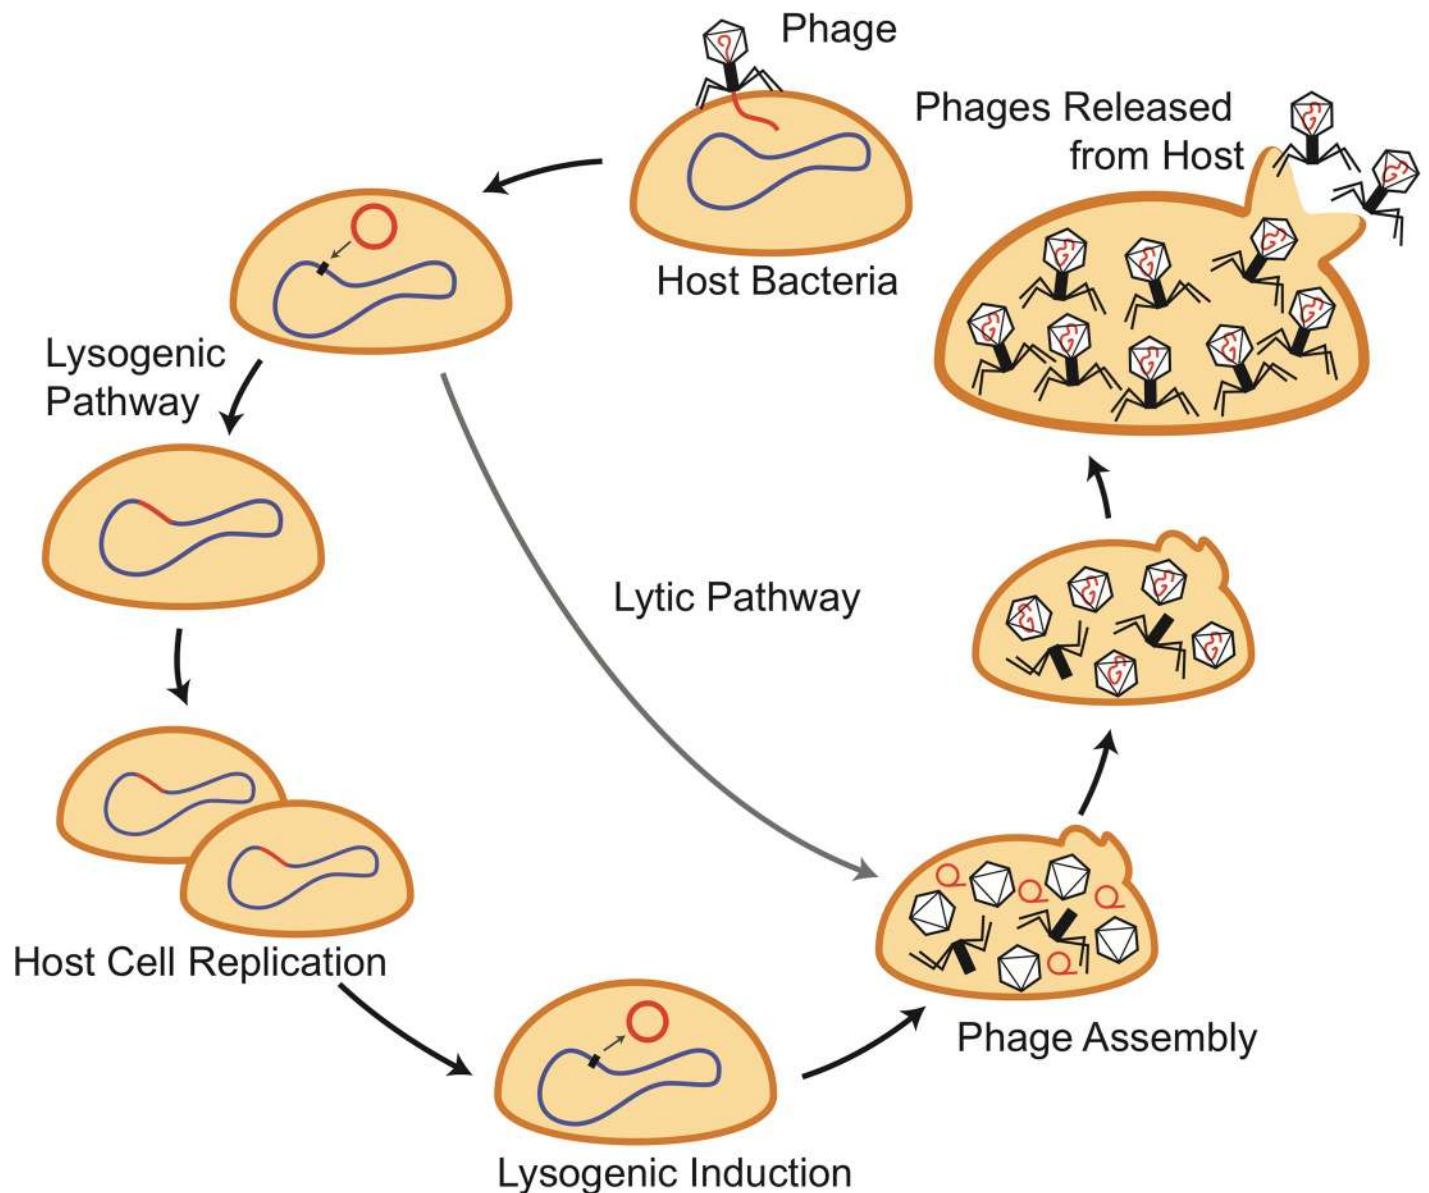 Phage
Phages Released
from Host
Host Bacteria
Lysogenic
Pathway
Lytic Pathway
Host Cell Replication
Phage Assembly
Lysogenic Induction